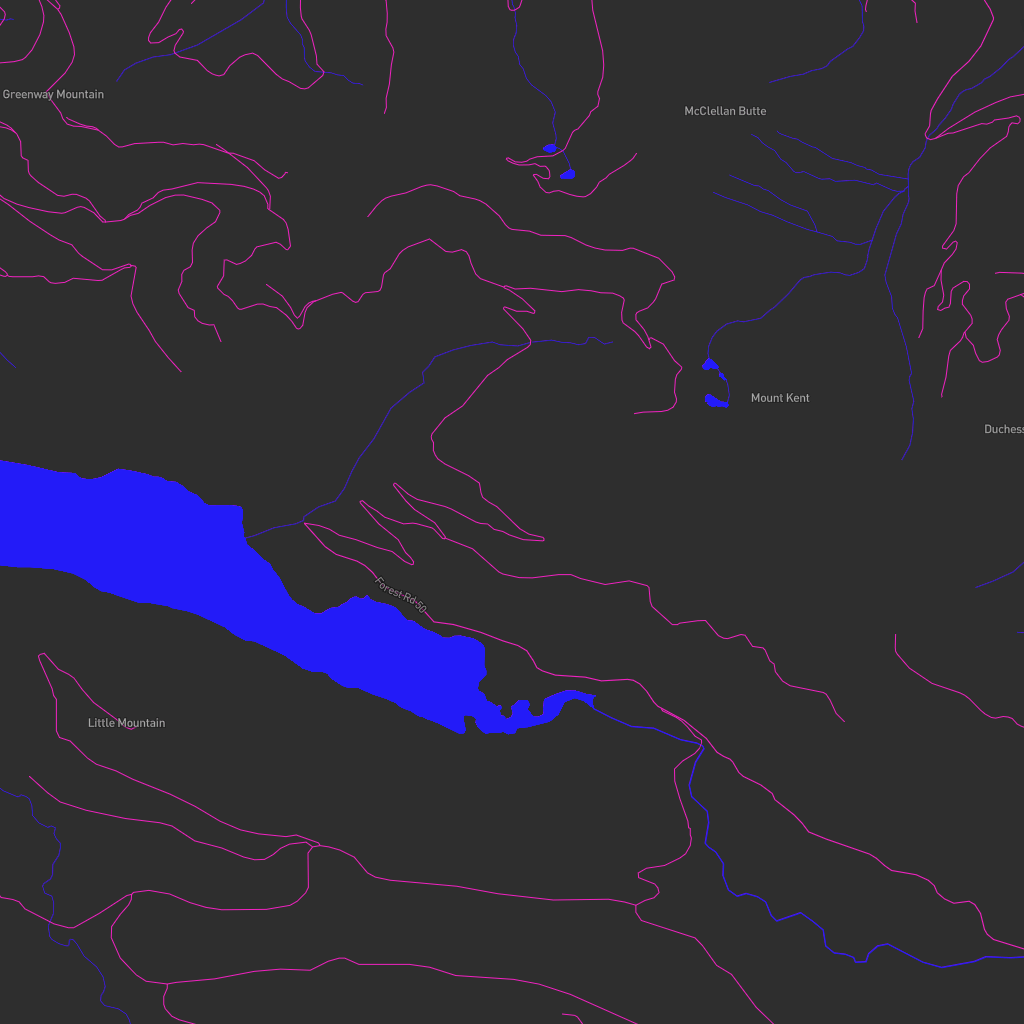 Greenway Mountain
McClellan Butte
Mount Kent
Duchess
Forest Rd 50
Little Mountain